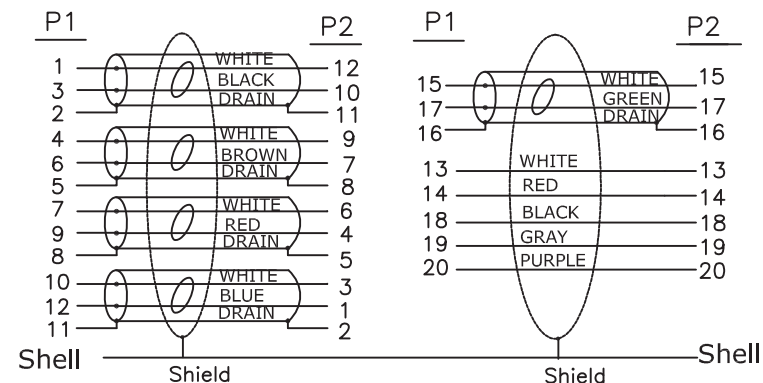 P1 P2
1 WHITE 12
3 BLACK 10
2 DRAIN 11
4 WHITE 9
6 BROWN 7
5 DRAIN 8
7 WHITE 6
9 RED 4
8 DRAIN 5
10 WHITE 3
12 BLUE 1
11 DRAIN 2
P1 P2
15 WHITE 15
17 GREEN 17
16 DRAIN 16
13 WHITE 13
14 RED 14
18 BLACK 18
19 GRAY 19
20 PURPLE 20
Shell Shell
Shield Shield